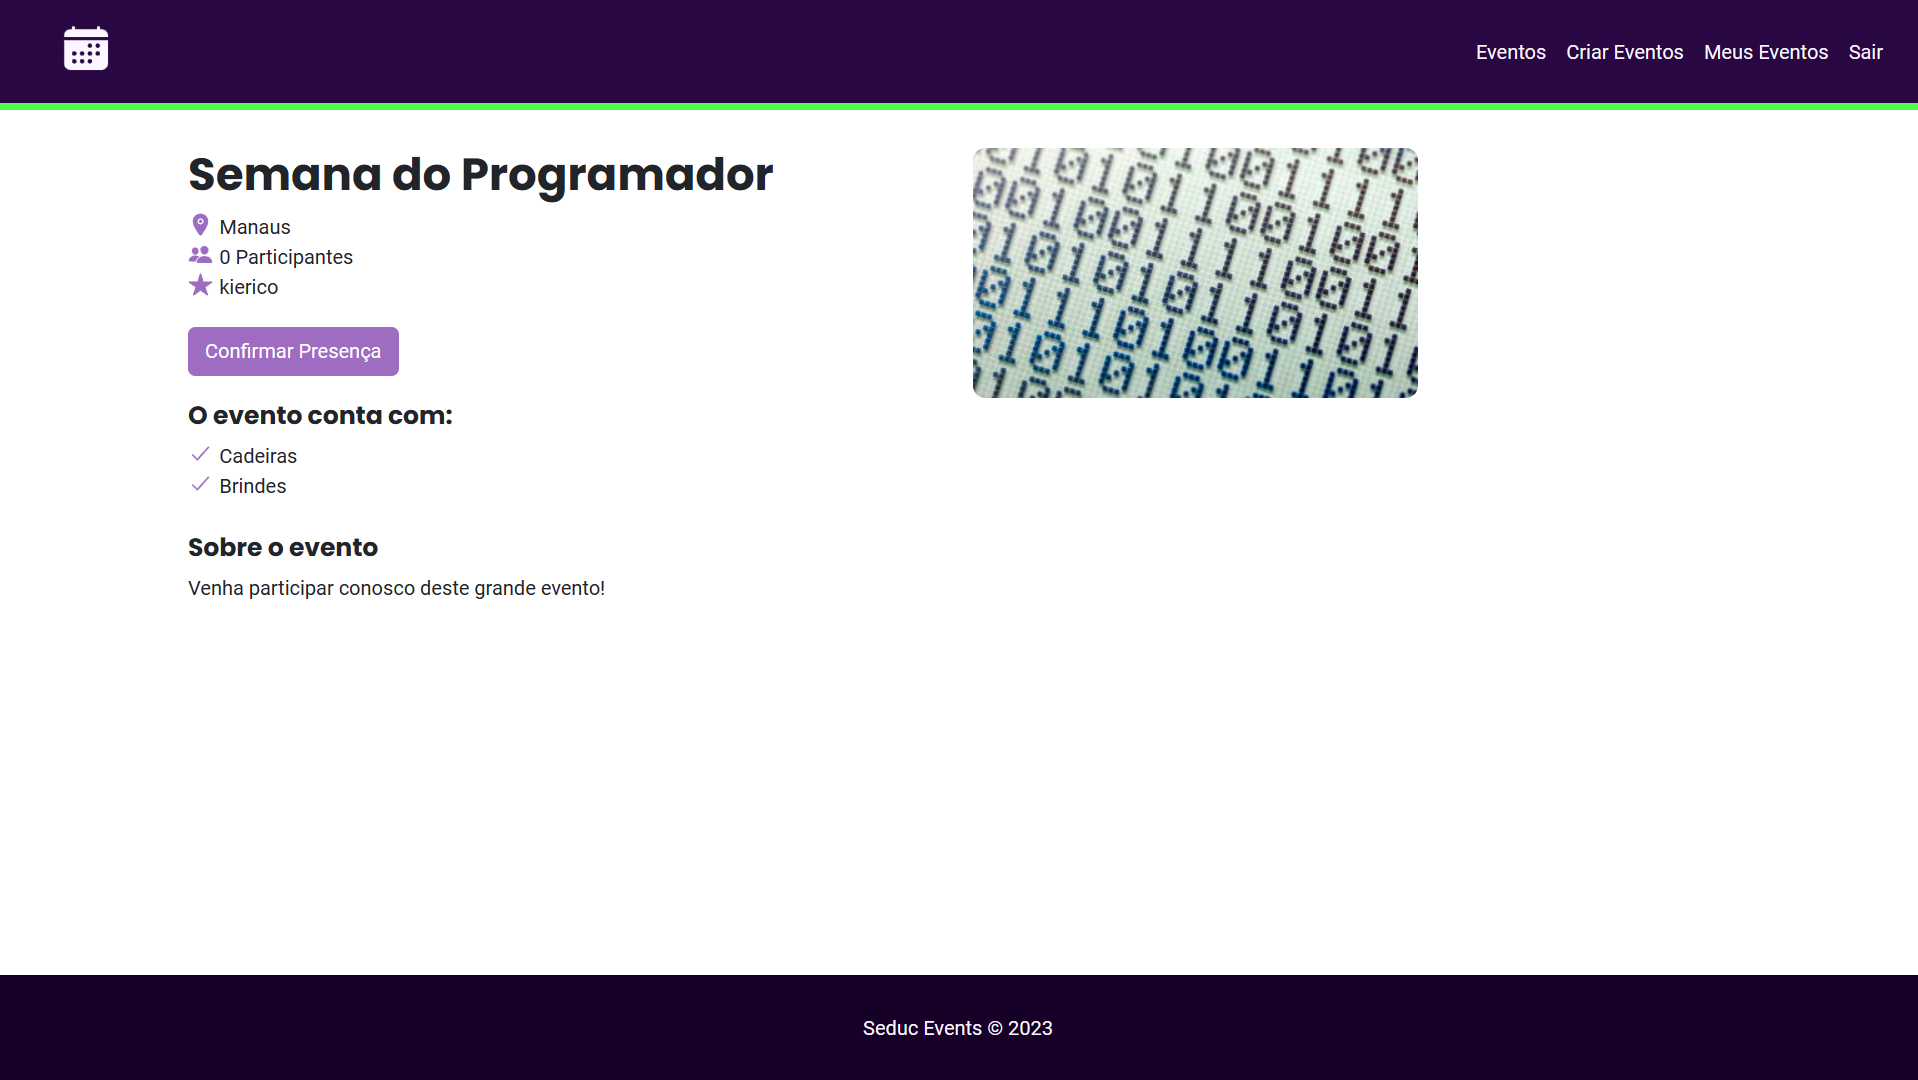 Eventos Criar Eventos Meus Eventos Sair
Semana do Programador
Manaus
0 Participantes
kierico
Confirmar Presença
O evento conta com:
Cadeiras
Brindes
Sobre o evento
Venha participar conosco deste grande evento!
Seduc Events © 2023